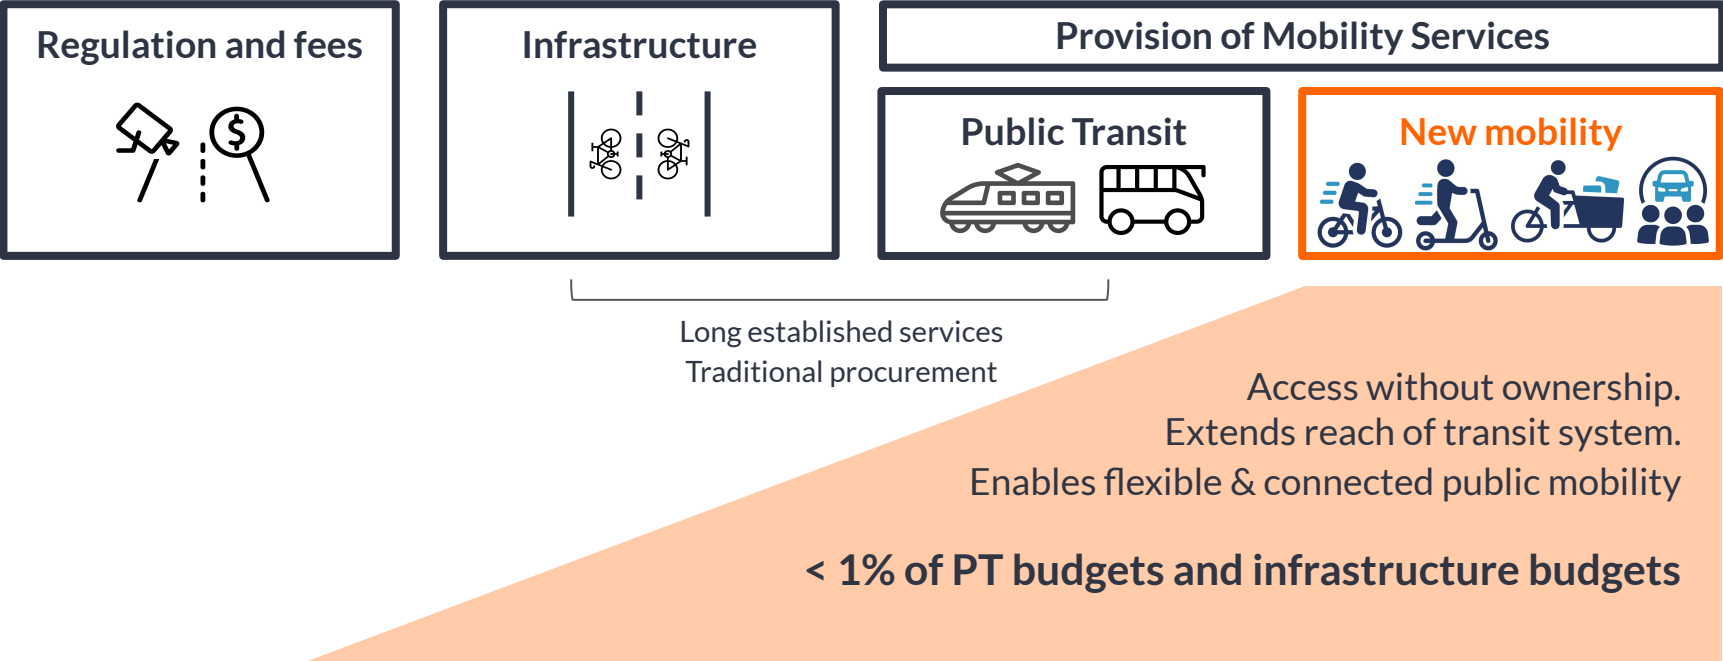 Regulation and fees
Infrastructure
Provision of Mobility Services
Public Transit
New mobility
$
Long established services
Traditional procurement
Access without ownership.
Extends reach of transit system.
Enables flexible & connected public mobility
< 1% of PT budgets and infrastructure budgets